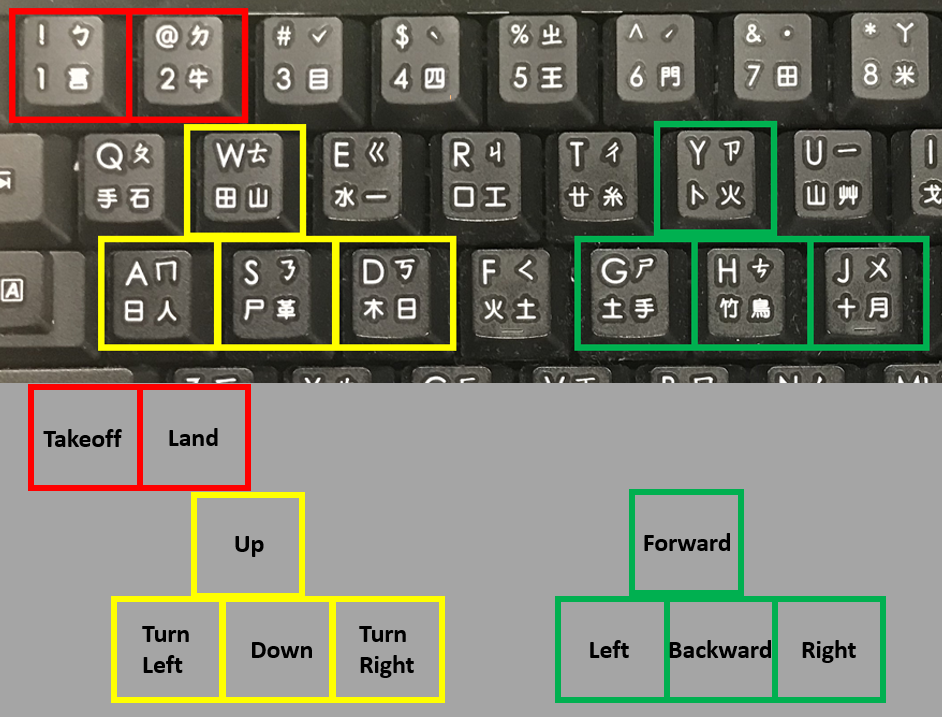 ! ㄅ @ ㄉ # ˇ $ ˋ % ㄓ ^ ˊ & ˙ * ㄚ
1 言 2 牛 3 目 4 四 5 王 6 門 7 田 8 米
Q ㄆ W ㄊ E ㄍ R ㄐ T ㄔ Y ㄗ U ㄧ I
手 石 田 山 水 一 口 工 廿 糸 卜 火 山 艸 戈
A A ㄇ S ㄋ D ㄎ F ㄑ G ㄕ H ㄘ J ㄨ
日 人 尸 革 木 日 火 土 土 手 竹 鳥 十 月
Takeoff Land
Up Forward
Turn Left Down Turn Right Left Backward Right